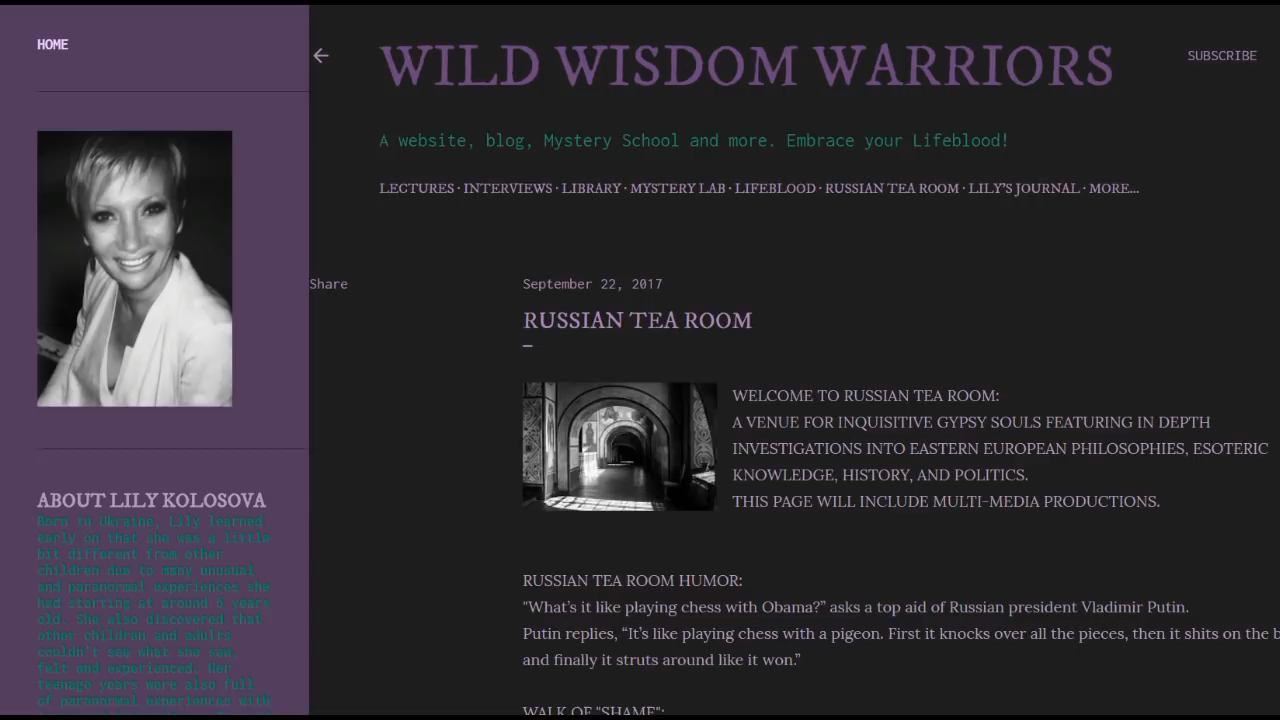 HOME
WILD WISDOM WARRIORS
SUBSCRIBE
A website, blog, Mystery School and more. Embrace your Lifeblood!
LECTURES · INTERVIEWS · LIBRARY · MYSTERY LAB · LIFEBLOOD · RUSSIAN TEA ROOM · LILY'S JOURNAL · MORE…
Share
September 22, 2017
RUSSIAN TEA ROOM
WELCOME TO RUSSIAN TEA ROOM:
A VENUE FOR INQUISITIVE GYPSY SOULS FEATURING IN DEPTH
INVESTIGATIONS INTO EASTERN EUROPEAN PHILOSOPHIES, ESOTERIC
KNOWLEDGE, HISTORY, AND POLITICS.
THIS PAGE WILL INCLUDE MULTI-MEDIA PRODUCTIONS.
RUSSIAN TEA ROOM HUMOR:
"What's it like playing chess with Obama?” asks a top aid of Russian president Vladimir Putin.
Putin replies, “It's like playing chess with a pigeon. First it knocks over all the pieces, then it shits on the
and finally it struts around like it won.”
WALK OF "SHAME":
ABOUT LILY KOLOSOVA
Born in Ukraine, Lily learned
early on that she was a little
bit different from other
children due to many unusual
and paranormal experiences she
had starting at around 5 years
old. She also discovered that
other children and adults
couldn't see what she saw,
felt and experienced. Her
teenage years were also full
of paranormal experiences with